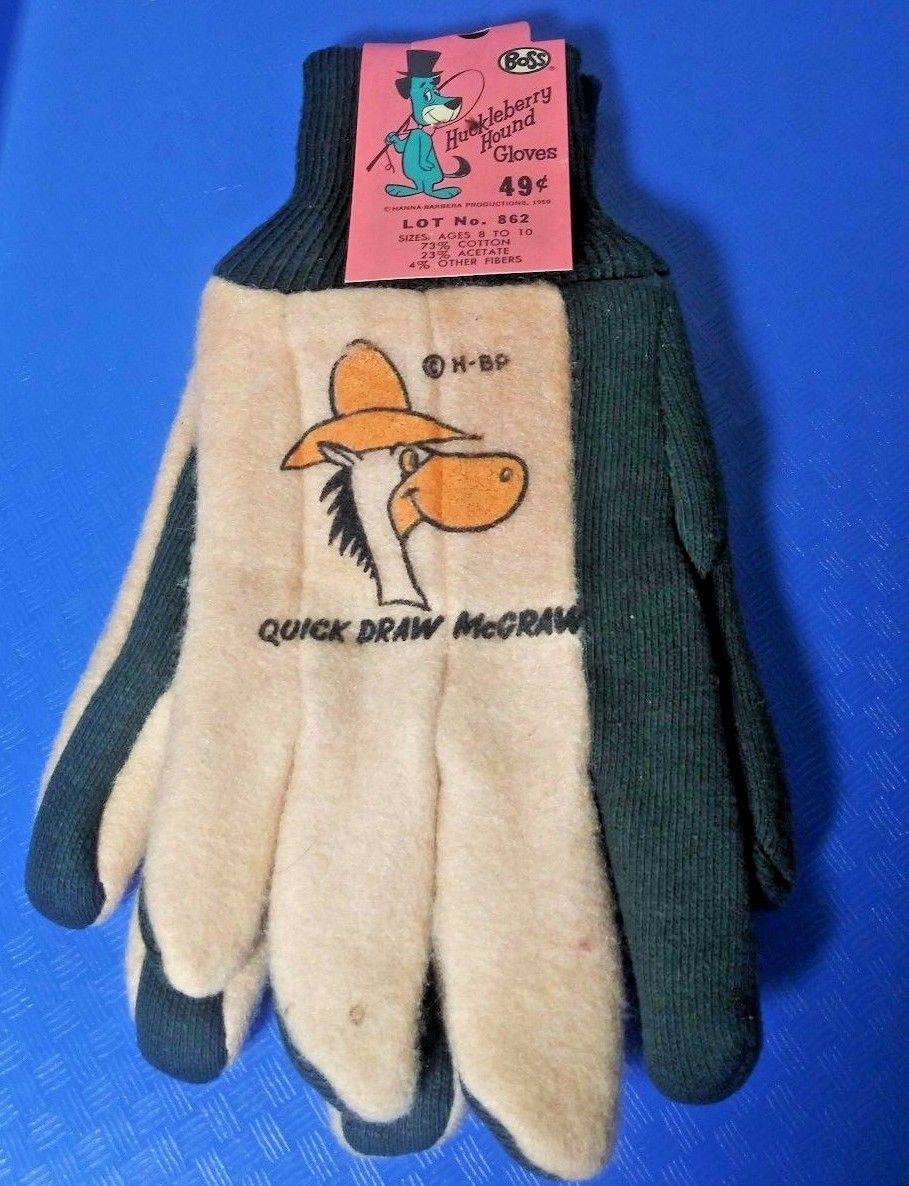 BOSS®
Huckleberry
Hound
Gloves
49¢
©HANNA-BARBERA PRODUCTIONS, 1959
LOT No. 862
SIZES: AGES 8 TO 10
73% COTTON
23% ACETATE
4% OTHER FIBERS
© H-BP
QUICK DRAW McGRAW